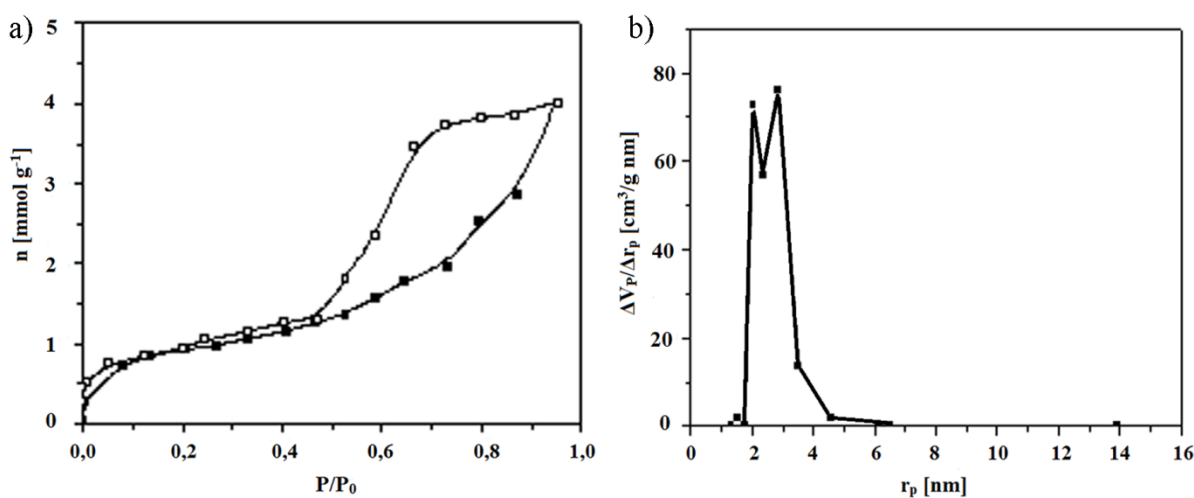 a)
n [mmol g⁻¹]
5
4
3
2
1
0
0,0 0,2 0,4 0,6 0,8 1,0
P/P₀
b)
ΔVₚ/Δrₚ [cm³/g nm]
80
60
40
20
0
0 2 4 6 8 10 12 14 16
rₚ [nm]